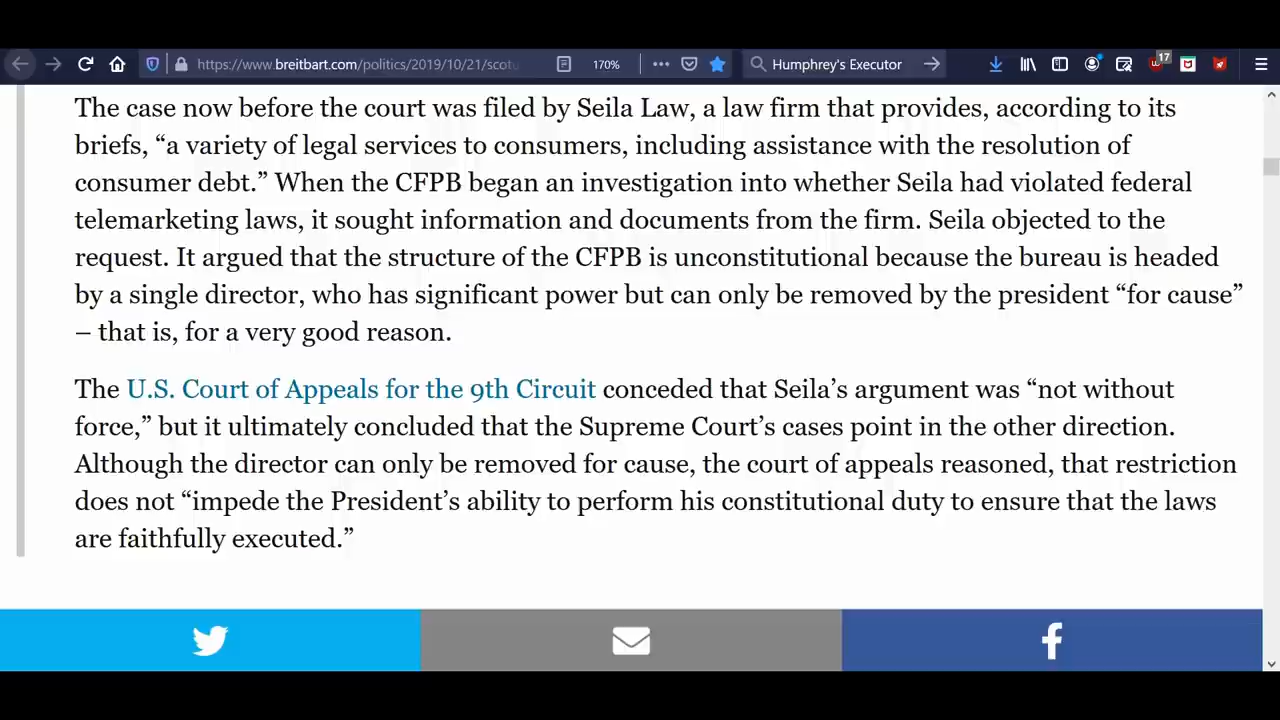 https://www.breitbart.com/politics/2019/10/21/scotu
170%
Humphrey's Executor
17
The case now before the court was filed by Seila Law, a law firm that provides, according to its
briefs, “a variety of legal services to consumers, including assistance with the resolution of
consumer debt.” When the CFPB began an investigation into whether Seila had violated federal
telemarketing laws, it sought information and documents from the firm. Seila objected to the
request. It argued that the structure of the CFPB is unconstitutional because the bureau is headed
by a single director, who has significant power but can only be removed by the president “for cause”
– that is, for a very good reason.
The U.S. Court of Appeals for the 9th Circuit conceded that Seila’s argument was “not without
force,” but it ultimately concluded that the Supreme Court’s cases point in the other direction.
Although the director can only be removed for cause, the court of appeals reasoned, that restriction
does not “impede the President’s ability to perform his constitutional duty to ensure that the laws
are faithfully executed.”